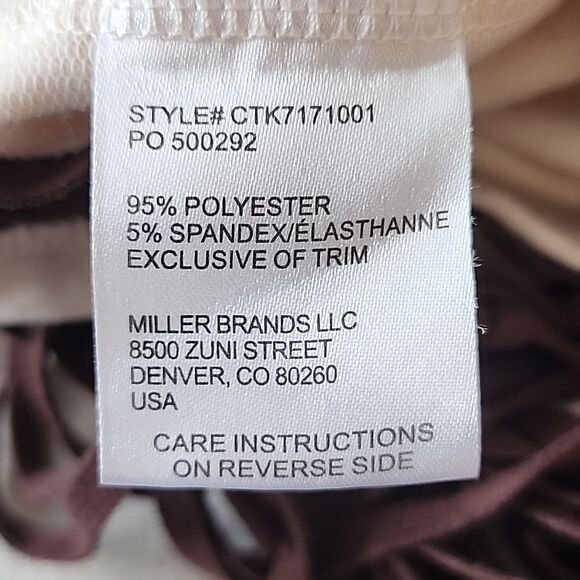 STYLE# CTK7171001
PO 500292
95% POLYESTER
5% SPANDEX/ÉLASTHANNE
EXCLUSIVE OF TRIM
MILLER BRANDS LLC
8500 ZUNI STREET
DENVER, CO 80260
USA
CARE INSTRUCTIONS
ON REVERSE SIDE